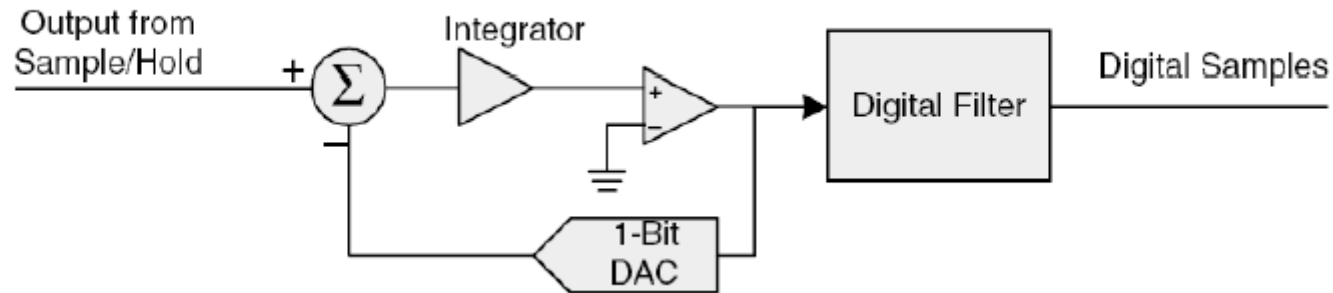 Output from
Sample/Hold
Integrator
+
Σ
−
+
−
Digital Filter
Digital Samples
1-Bit
DAC